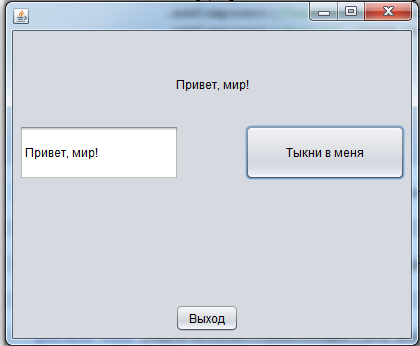 Привет, мир!
Привет, мир!
Тыкни в меня
Выход